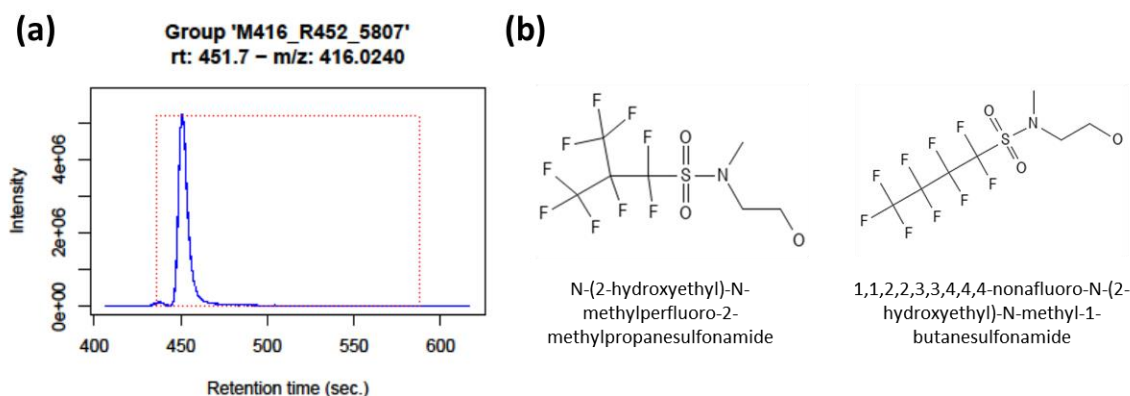 (a)
Group 'M416_R452_5807'
rt: 451.7 − m/z: 416.0240
Intensity
0e+00
2e+06
4e+06
400
450
500
550
600
Retention time (sec.)
(b)
F
F
F
F
F
F
F
F
F
O
S
O
N
O
N-(2-hydroxyethyl)-N-
methylperfluoro-2-
methylpropanesulfonamide
F
F
F
F
F
F
F
F
F
O
S
O
N
O
1,1,2,2,3,3,4,4,4-nonafluoro-N-(2-
hydroxyethyl)-N-methyl-1-
butanesulfonamide